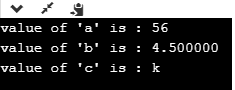 value of 'a' is : 56
value of 'b' is : 4.500000
value of 'c' is : k